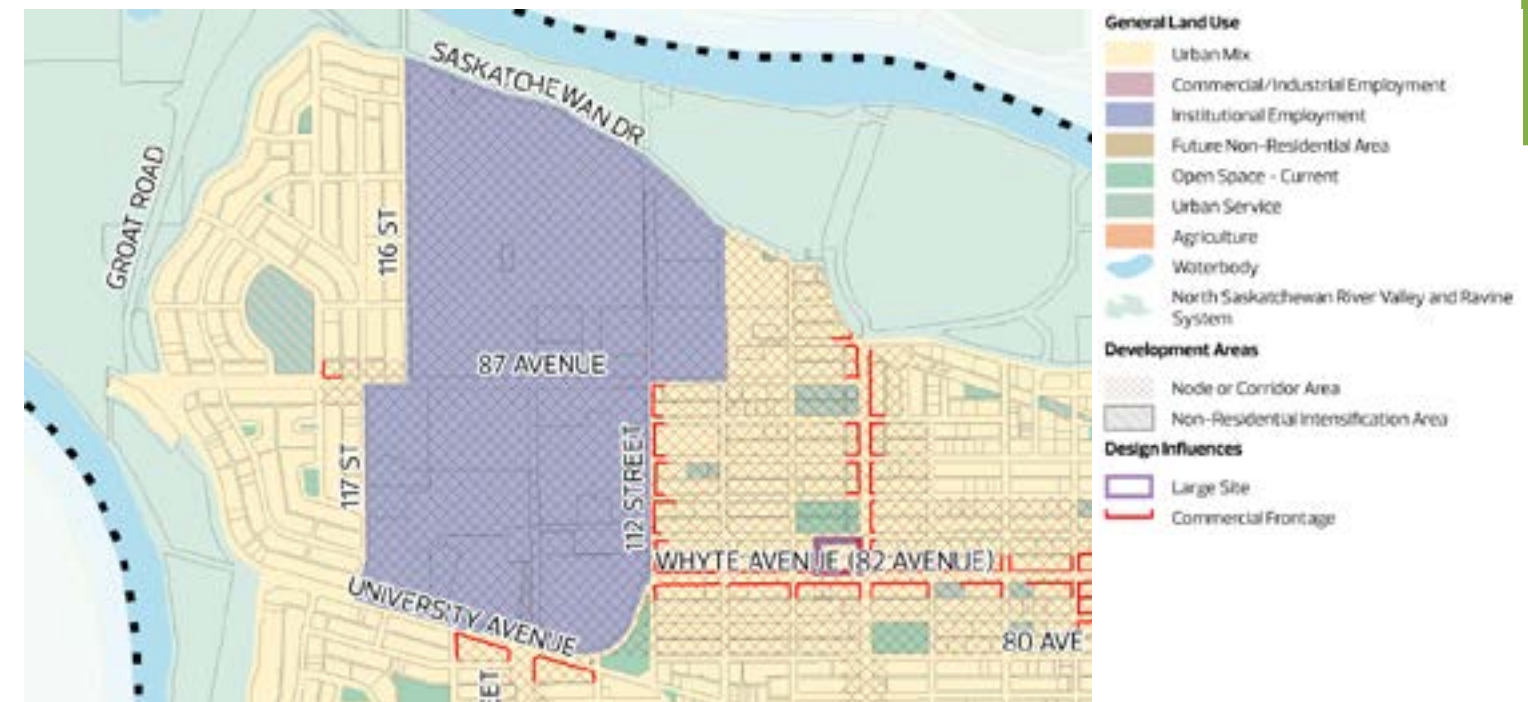 SASKATCHEWAN DR
GROAT ROAD
116 ST
87 AVENUE
117 ST
112 STREET
WHYTE AVENUE (82 AVENUE)
UNIVERSITY AVENUE
80 AVE
EET
General Land Use
Urban Mix
Commercial/Industrial Employment
Institutional Employment
Future Non-Residential Area
Open Space - Current
Urban Service
Agriculture
Waterbody
North Saskatchewan River Valley and Ravine
System
Development Areas
Node or Corridor Area
Non-Residential Intensification Area
Design Influences
Large Site
Commercial Frontage